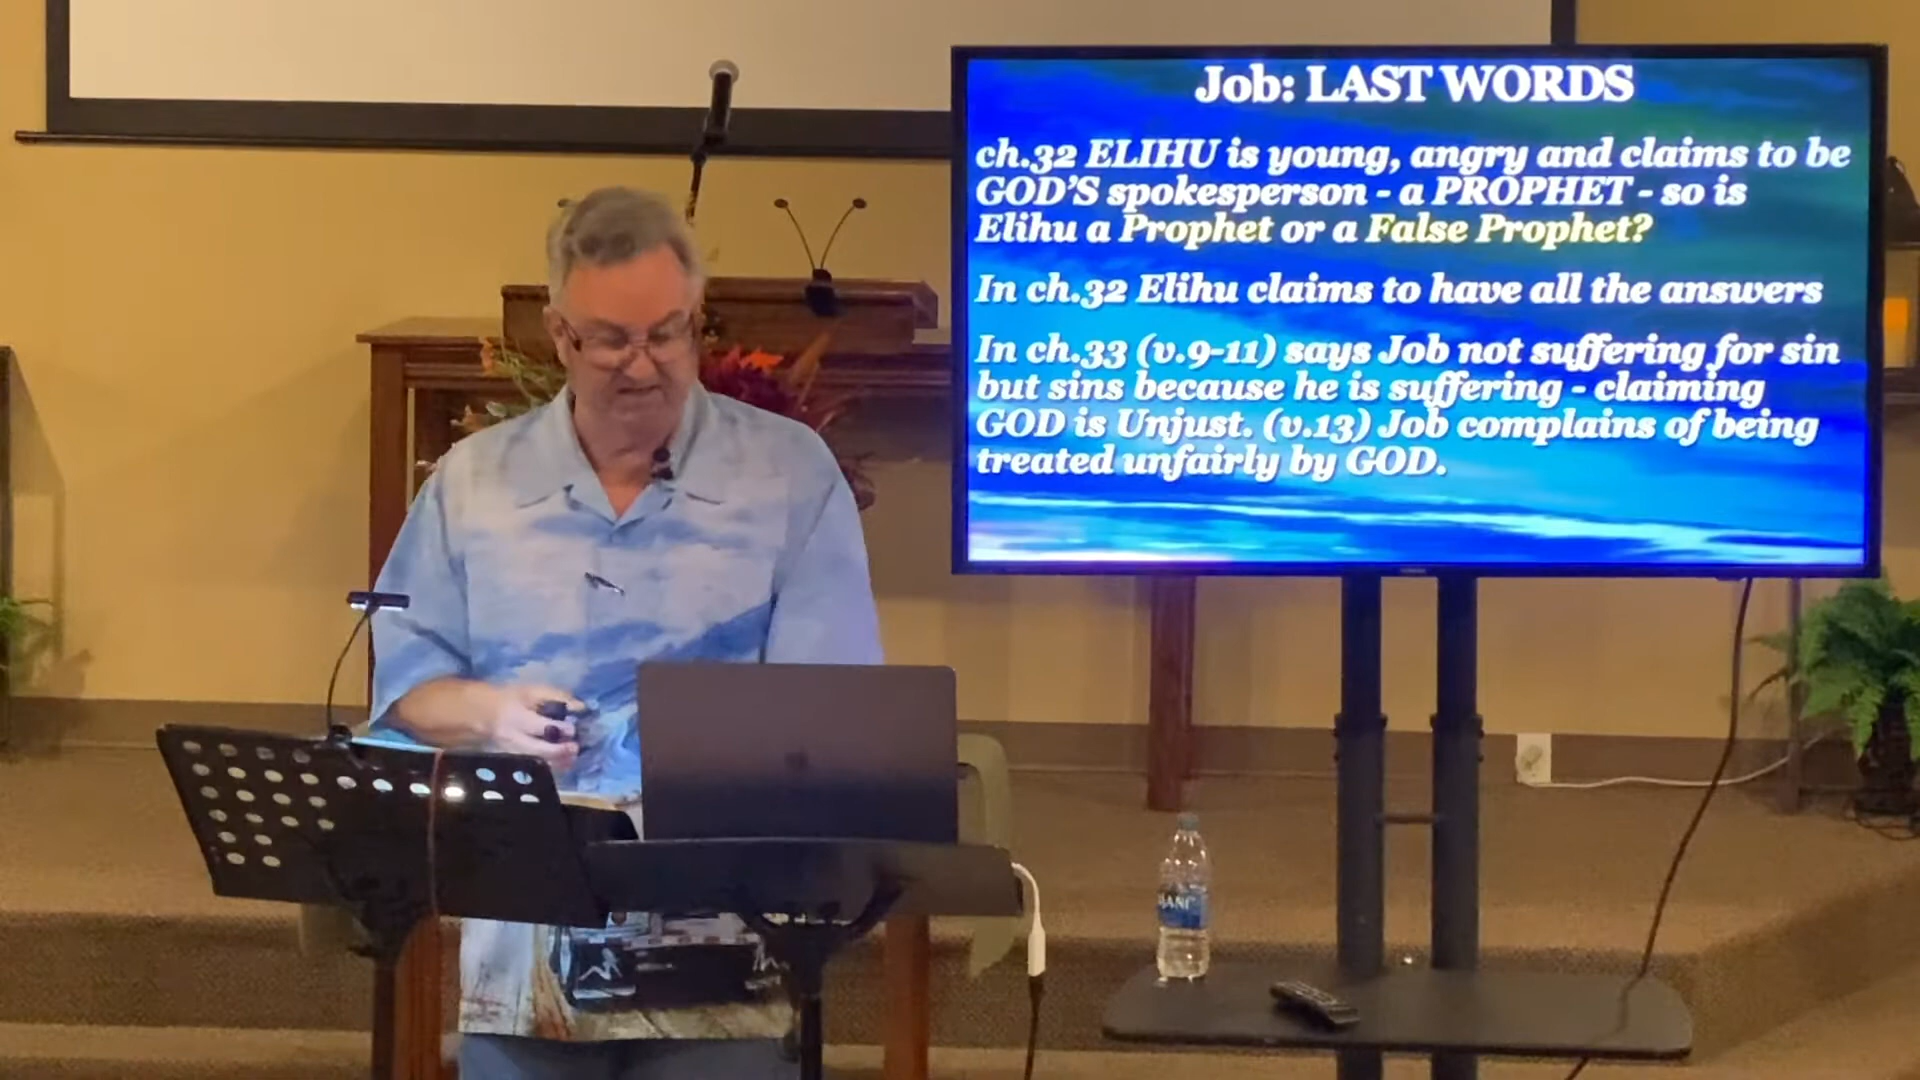 Job: LAST WORDS
ch.32 ELIHU is young, angry and claims to be
GOD'S spokesperson - a PROPHET - so is
Elihu a Prophet or a False Prophet?
In ch.32 Elihu claims to have all the answers
In ch.33 (v.9-11) says Job not suffering for sin
but sins because he is suffering - claiming
GOD is Unjust. (v.13) Job complains of being
treated unfairly by GOD.